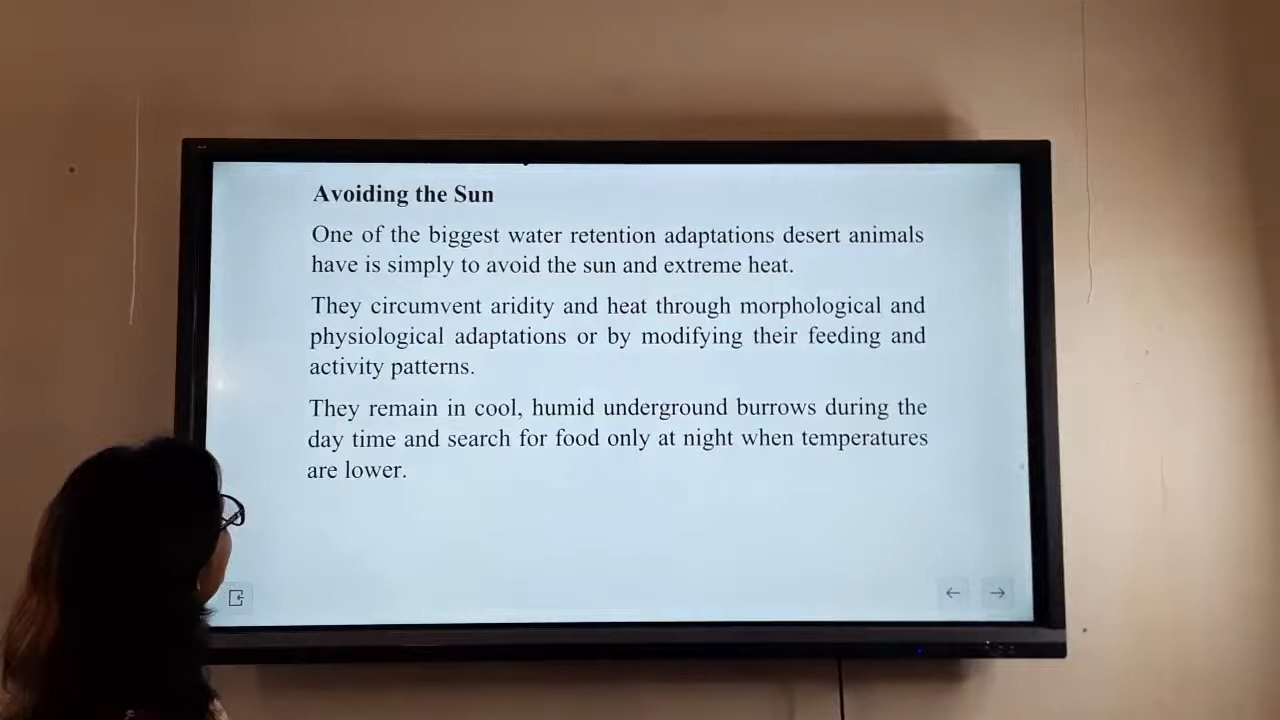 Avoiding the Sun
One of the biggest water retention adaptations desert animals
have is simply to avoid the sun and extreme heat.
They circumvent aridity and heat through morphological and
physiological adaptations or by modifying their feeding and
activity patterns.
They remain in cool, humid underground burrows during the
day time and search for food only at night when temperatures
are lower.